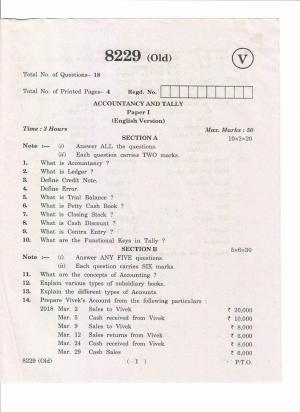 8229 (Old)
V
Total No. of Questions– 18
Total No. of Printed Pages– 4 Regd. No.
ACCOUNTANCY AND TALLY
Paper I
(English Version)
Time : 3 Hours Max. Marks : 50
SECTION A 10×2=20
Note :— (i) Answer ALL the questions.
(ii) Each question carries TWO marks.
1. What is Accountancy ?
2. What is Ledger ?
3. Define Credit Note.
4. Define Error.
5. What is Trial Balance ?
6. What is Petty Cash Book ?
7. What is Closing Stock ?
8. What is Cash Discount ?
9. What is Contra Entry ?
10. What are the Functional Keys in Tally ?
SECTION B 5×6=30
Note :— (i) Answer ANY FIVE questions.
(ii) Each question carries SIX marks.
11. What are the concepts of Accounting ?
12. Explain various types of subsidiary books.
13. Explain the different types of Accounts.
14. Prepare Vivek's Account from the following particulars :
2018 Mar. 2 Sales to Vivek ₹ 20,000
Mar. 5 Cash received from Vivek ₹ 10,000
Mar. 9 Sales to Vivek ₹ 8,000
Mar. 12 Sales returns from Vivek ₹ 6,000
Mar. 24 Cash received from Vivek ₹ 8,000
Mar. 29 Cash Sales ₹ 6,000
8229 (Old) ( 1 ) P.T.O.